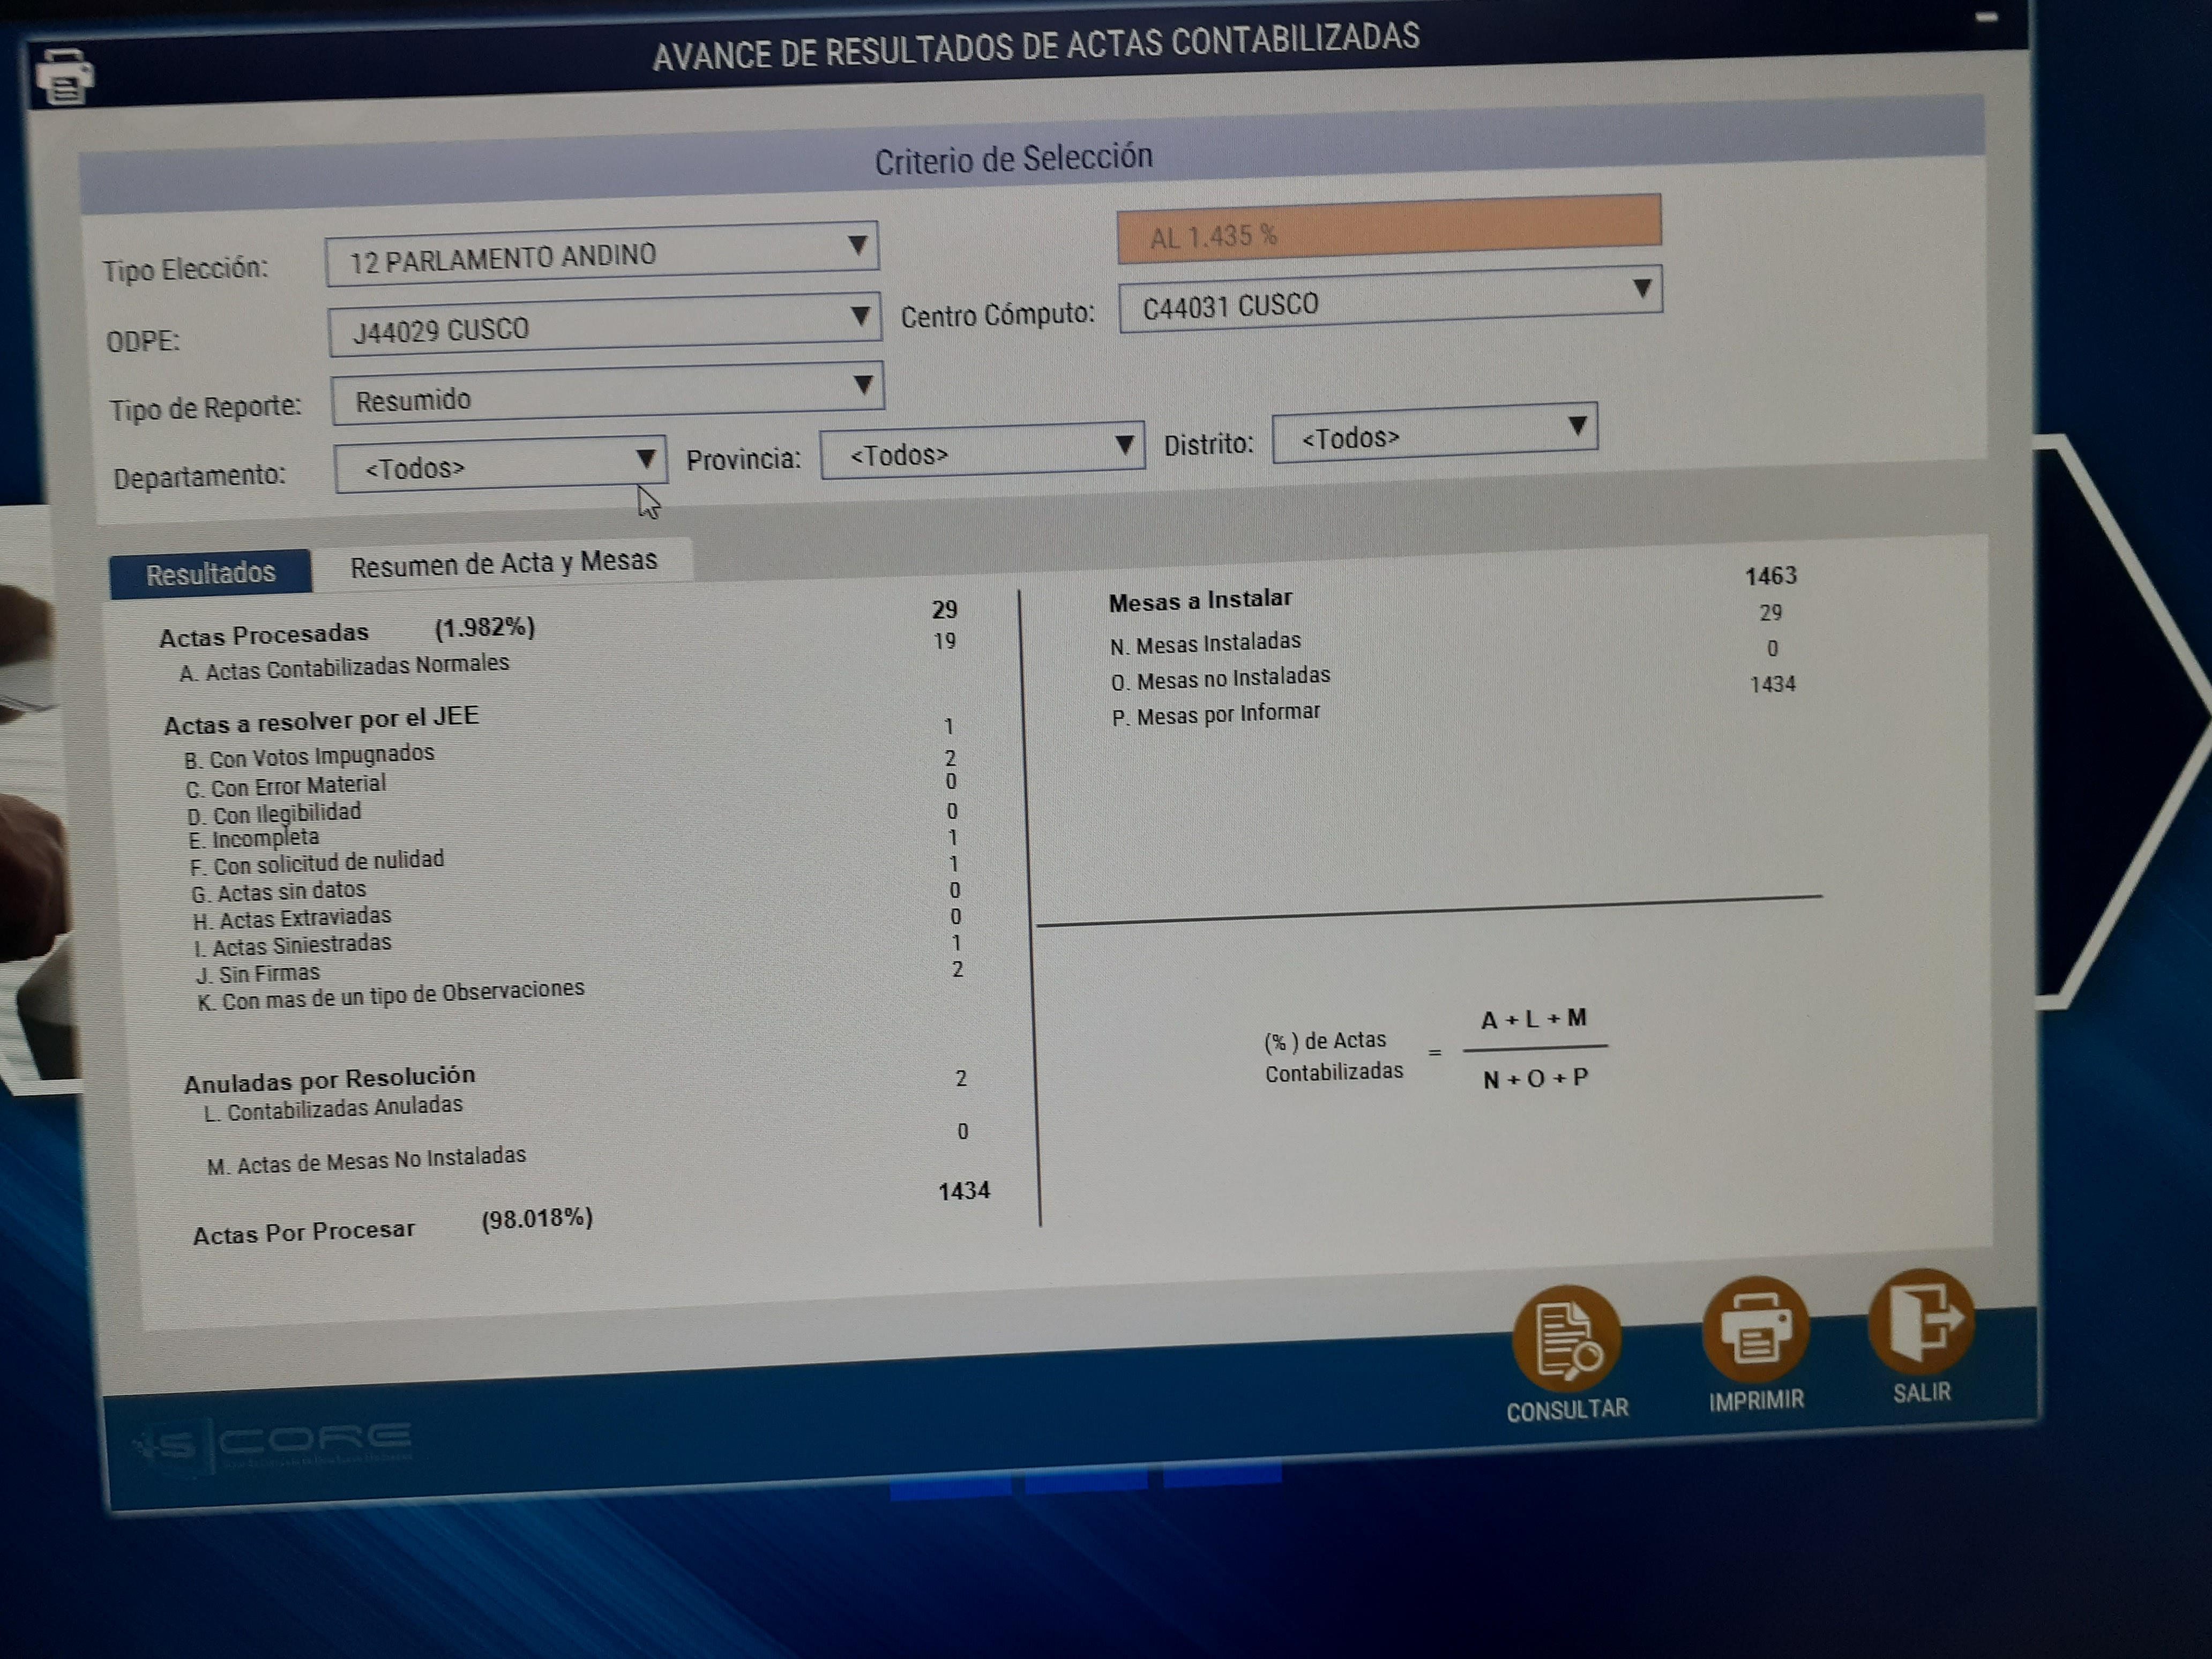 AVANCE DE RESULTADOS DE ACTAS CONTABILIZADAS
Criterio de Selección
AL 1.435 %
Tipo Elección: 12 PARLAMENTO ANDINO
ODPE: J44029 CUSCO Centro Cómputo: C44031 CUSCO
Tipo de Reporte: Resumido
Departamento: <Todos> Provincia: <Todos> Distrito: <Todos>
Resultados Resumen de Acta y Mesas
Actas Procesadas (1.982%) 29
A. Actas Contabilizadas Normales 19
Actas a resolver por el JEE
B. Con Votos Impugnados 1
C. Con Error Material 2
D. Con Ilegibilidad 0
E. Incompleta 0
F. Con solicitud de nulidad 1
G. Actas sin datos 1
H. Actas Extraviadas 0
I. Actas Siniestradas 0
J. Sin Firmas 1
K. Con mas de un tipo de Observaciones 2
Anuladas por Resolución
L. Contabilizadas Anuladas 2
M. Actas de Mesas No Instaladas 0
Actas Por Procesar (98.018%) 1434
Mesas a Instalar 1463
N. Mesas Instaladas 29
O. Mesas no Instaladas 0
P. Mesas por Informar 1434
(% ) de Actas
Contabilizadas
=
A + L + M
N + O + P
CONSULTAR IMPRIMIR SALIR
S CORE